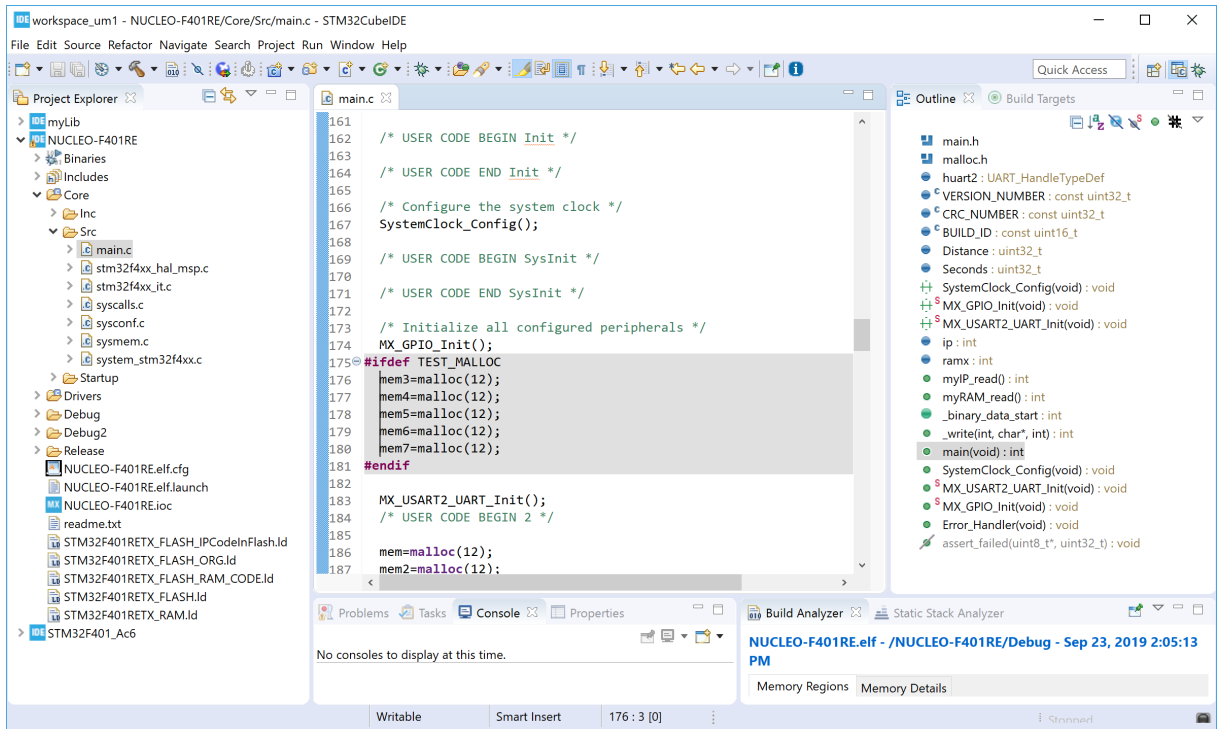 IDE workspace_um1 - NUCLEO-F401RE/Core/Src/main.c - STM32CubeIDE
File Edit Source Refactor Navigate Search Project Run Window Help
Quick Access
Project Explorer
IDE myLib
IDE NUCLEO-F401RE
Binaries
Includes
Core
Inc
Src
main.c
stm32f4xx_hal_msp.c
stm32f4xx_it.c
syscalls.c
sysconf.c
sysmem.c
system_stm32f4xx.c
Startup
Drivers
Debug
Debug2
Release
NUCLEO-F401RE.elf.cfg
NUCLEO-F401RE.elf.launch
MX NUCLEO-F401RE.ioc
readme.txt
STM32F401RETX_FLASH_IPCodeInFlash.ld
STM32F401RETX_FLASH_ORG.ld
STM32F401RETX_FLASH_RAM_CODE.ld
STM32F401RETX_FLASH.ld
STM32F401RETX_RAM.ld
IDE STM32F401_Ac6
main.c
161
162 /* USER CODE BEGIN Init */
163
164 /* USER CODE END Init */
165
166 /* Configure the system clock */
167 SystemClock_Config();
168
169 /* USER CODE BEGIN SysInit */
170
171 /* USER CODE END SysInit */
172
173 /* Initialize all configured peripherals */
174 MX_GPIO_Init();
175 #ifdef TEST_MALLOC
176 mem3=malloc(12);
177 mem4=malloc(12);
178 mem5=malloc(12);
179 mem6=malloc(12);
180 mem7=malloc(12);
181 #endif
182
183 MX_USART2_UART_Init();
184 /* USER CODE BEGIN 2 */
185
186 mem=malloc(12);
187 mem2=malloc(12);
Outline Build Targets
main.h
malloc.h
huart2 : UART_HandleTypeDef
VERSION_NUMBER : const uint32_t
CRC_NUMBER : const uint32_t
BUILD_ID : const uint16_t
Distance : uint32_t
Seconds : uint32_t
SystemClock_Config(void) : void
MX_GPIO_Init(void) : void
MX_USART2_UART_Init(void) : void
ip : int
ramx : int
myIP_read() : int
myRAM_read() : int
_binary_data_start : int
_write(int, char*, int) : int
main(void) : int
SystemClock_Config(void) : void
MX_USART2_UART_Init(void) : void
MX_GPIO_Init(void) : void
Error_Handler(void) : void
assert_failed(uint8_t*, uint32_t) : void
Problems Tasks Console Properties
No consoles to display at this time.
Build Analyzer Static Stack Analyzer
NUCLEO-F401RE.elf - /NUCLEO-F401RE/Debug - Sep 23, 2019 2:05:13
PM
Memory Regions Memory Details
Writable Smart Insert 176 : 3 [0] Stopped